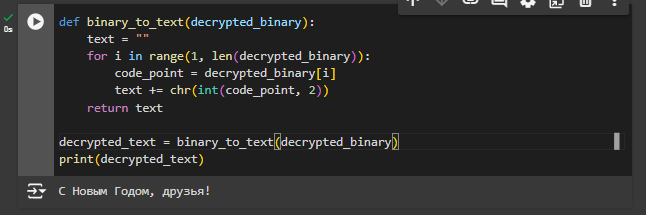 0s
def binary_to_text(decrypted_binary):
    text = ""
    for i in range(1, len(decrypted_binary)):
        code_point = decrypted_binary[i]
        text += chr(int(code_point, 2))
    return text
decrypted_text = binary_to_text(decrypted_binary)
print(decrypted_text)
С Новым Годом, друзья!